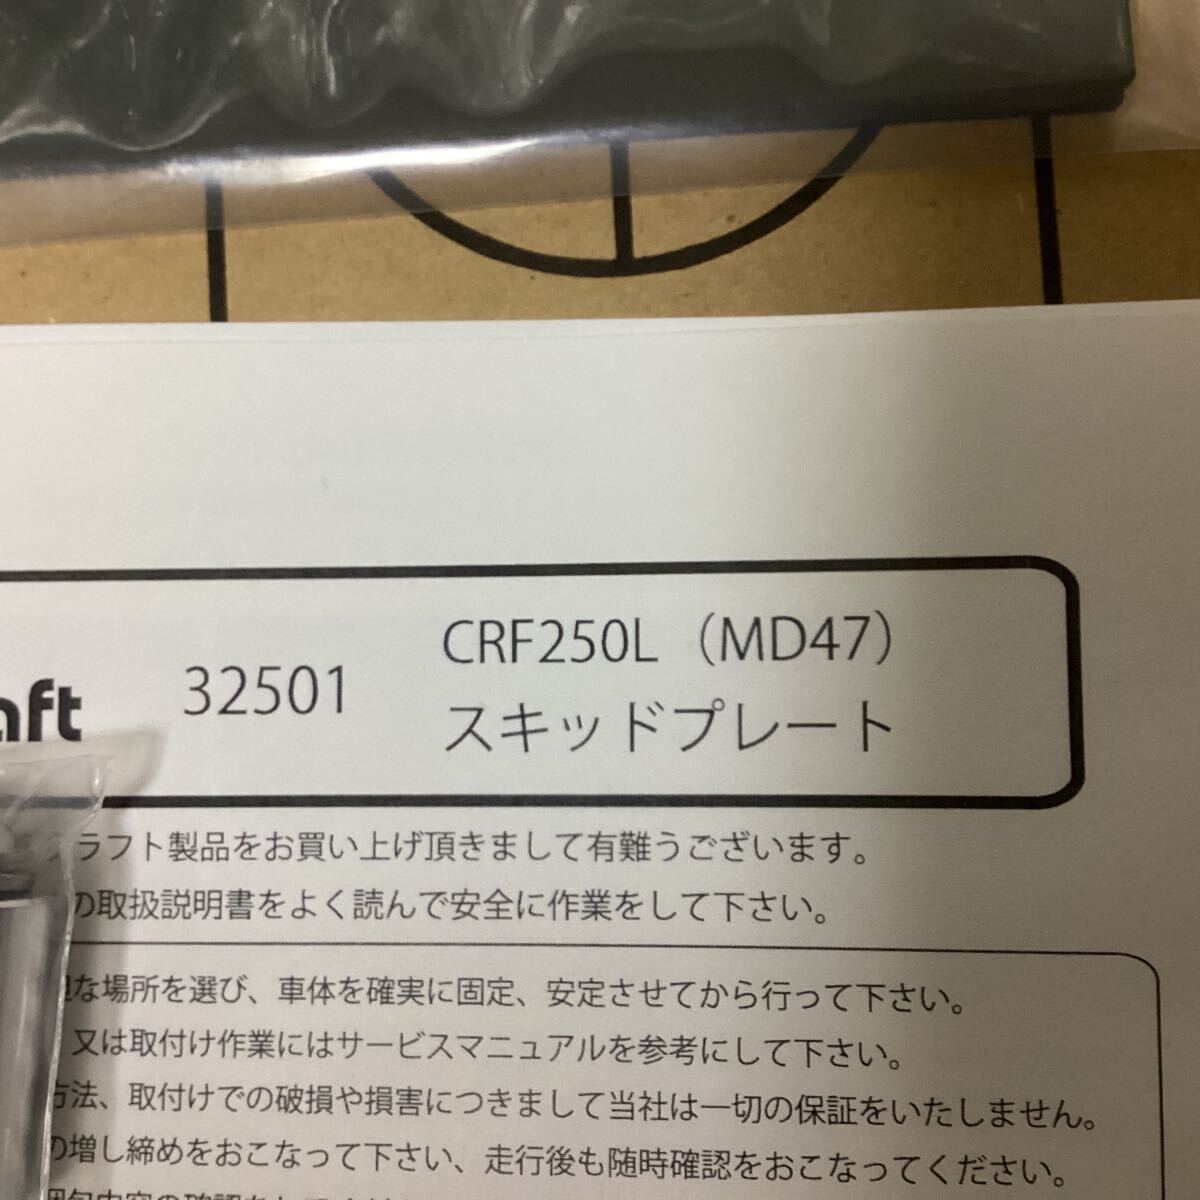 CRF250L（MD47）
aft 32501
スキッドプレート
ラフト製品をお買い上げ頂きまして有難うございます。
の取扱説明書をよく読んで安全に作業をして下さい。
な場所を選び、車体を確実に固定、安定させてから行って下さい。
又は取付け作業にはサービスマニュアルを参考にして下さい。
方法、取付けでの破損や損害につきまして当社は一切の保証をいたしません。
の増し締めをおこなって下さい、走行後も随時確認をおこなってください。